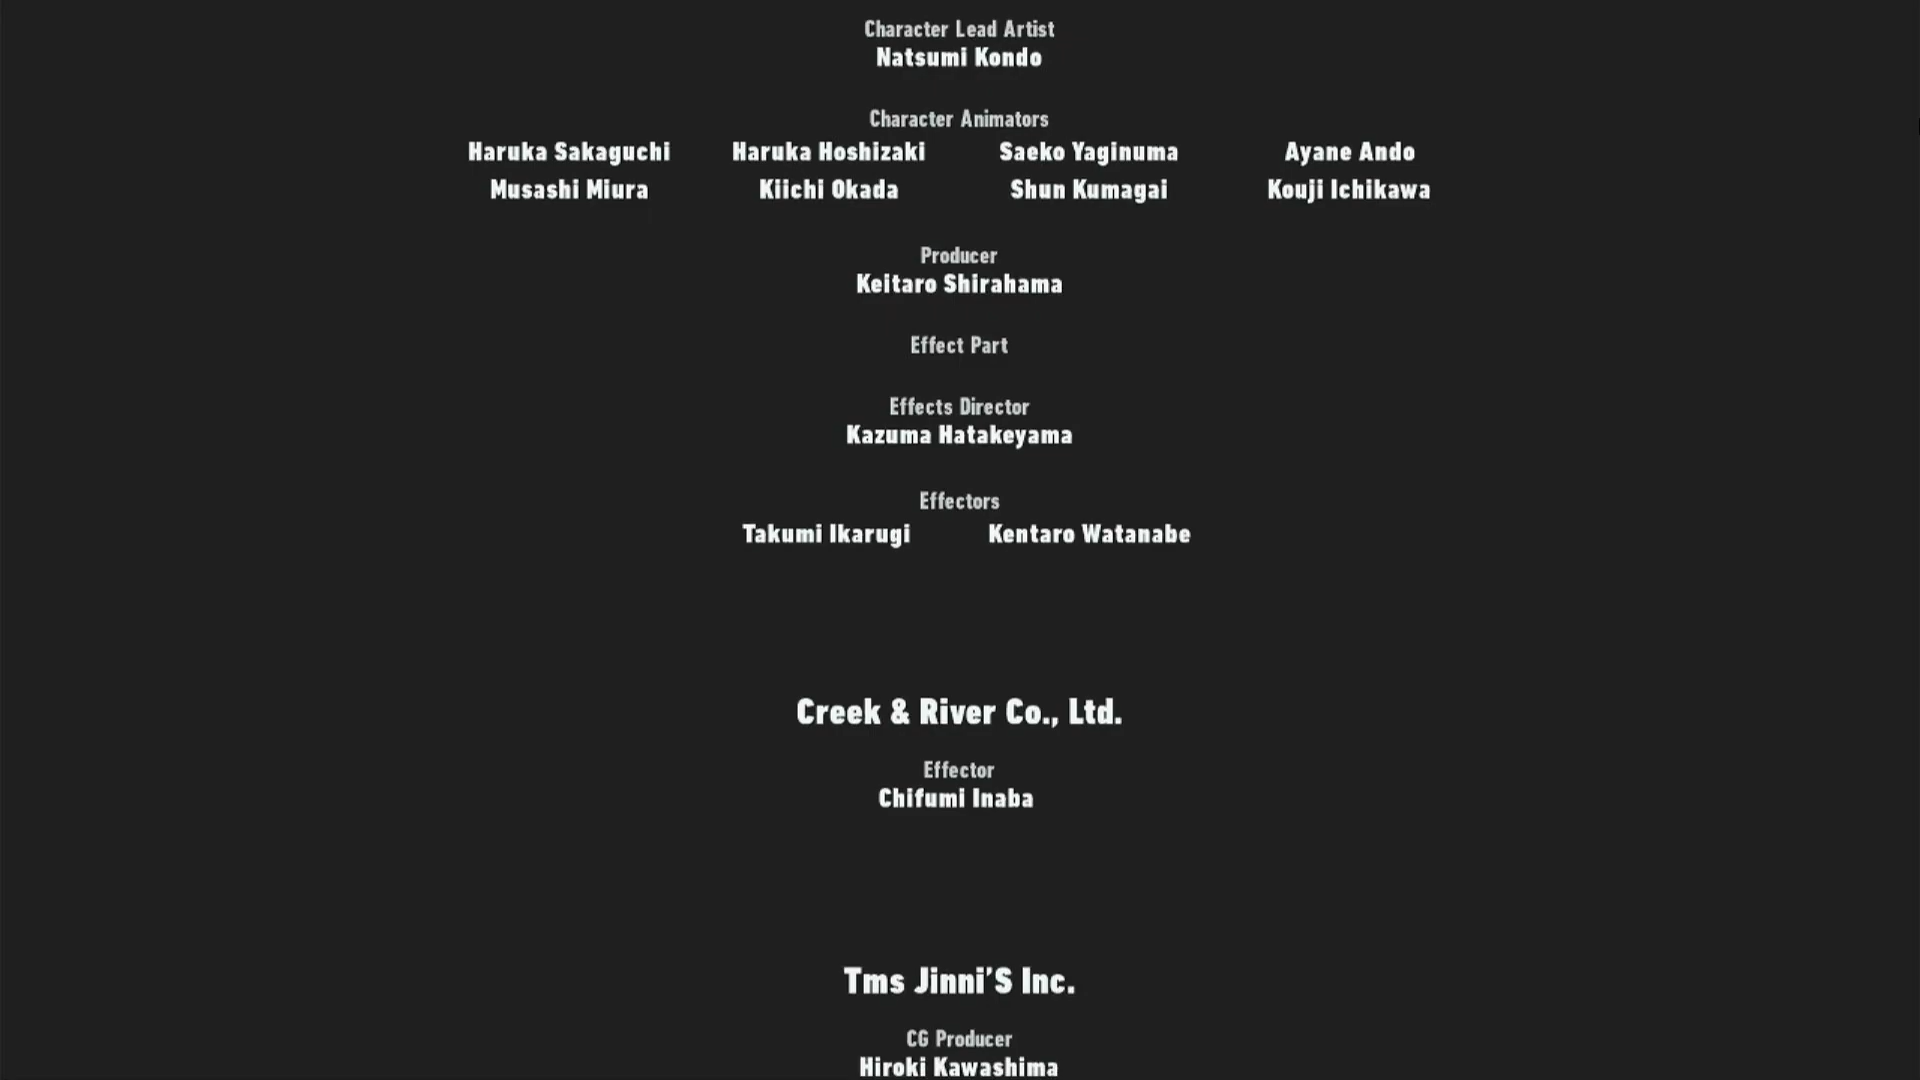 Character Lead Artist
Natsumi Kondo
Character Animators
Haruka Sakaguchi Haruka Hoshizaki Saeko Yaginuma Ayane Ando
Musashi Miura Kiichi Okada Shun Kumagai Kouji Ichikawa
Producer
Keitaro Shirahama
Effect Part
Effects Director
Kazuma Hatakeyama
Effectors
Takumi Ikarugi Kentaro Watanabe
Creek & River Co., Ltd.
Effector
Chifumi Inaba
Tms Jinni'S Inc.
CG Producer
Hiroki Kawashima